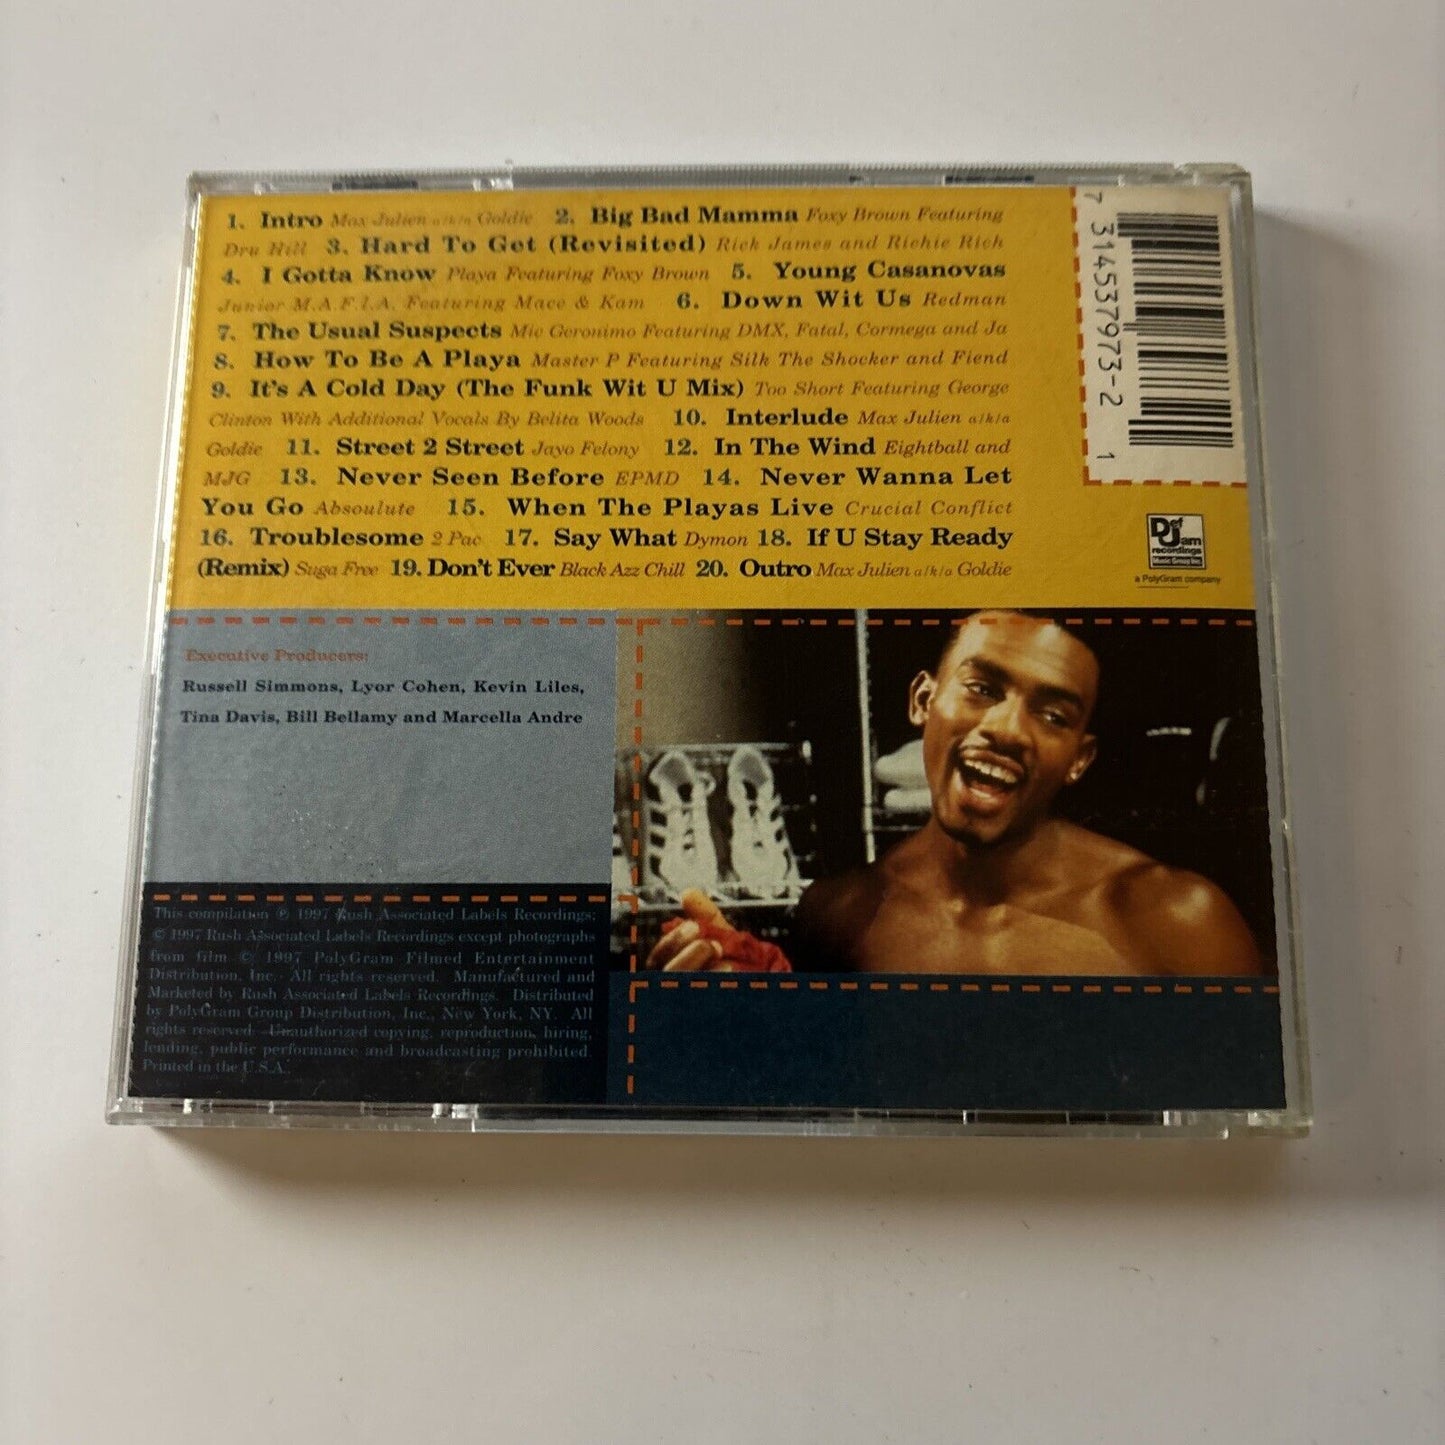 1. Intro Max Julien a/k/a Goldie 2. Big Bad Mamma Foxy Brown Featuring
Dru Hill 3. Hard To Get (Revisited) Rick James and Richie Rich
4. I Gotta Know Playa Featuring Foxy Brown 5. Young Casanovas
Junior M.A.F.I.A. Featuring Mace & Kam 6. Down Wit Us Redman
7. The Usual Suspects Mic Geronimo Featuring DMX, Fatal, Cormega and Ja
8. How To Be A Playa Master P Featuring Silk The Shocker and Fiend
9. It's A Cold Day (The Funk Wit U Mix) Too Short Featuring George
Clinton With Additional Vocals By Belita Woods 10. Interlude Max Julien a/k/a
Goldie 11. Street 2 Street Jayo Felony 12. In The Wind Eightball and
MJG 13. Never Seen Before EPMD 14. Never Wanna Let
You Go Absoulute 15. When The Playas Live Crucial Conflict
16. Troublesome 2 Pac 17. Say What Dymon 18. If U Stay Ready
(Remix) Suga Free 19. Don't Ever Black Azz Chill 20. Outro Max Julien a/k/a Goldie
7 31453 7973-2 1
Def Jam
recordings
Music Group Inc.
a PolyGram company
Executive Producers:
Russell Simmons, Lyor Cohen, Kevin Liles,
Tina Davis, Bill Bellamy and Marcella Andre
This compilation ℗ 1997 Rush Associated Labels Recordings;
© 1997 Rush Associated Labels Recordings except photographs
from film © 1997 PolyGram Filmed Entertainment
Distribution, Inc. All rights reserved. Manufactured and
Marketed by Rush Associated Labels Recordings. Distributed
by PolyGram Group Distribution, Inc., New York, NY. All
rights reserved. Unauthorized copying, reproduction, hiring,
lending, public performance and broadcasting prohibited.
Printed in the U.S.A.